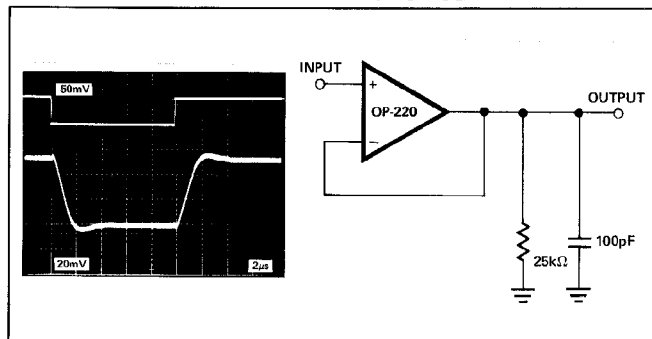 50mV
20mV
2μs
INPUT
+
OP-220
−
OUTPUT
25kΩ
100pF